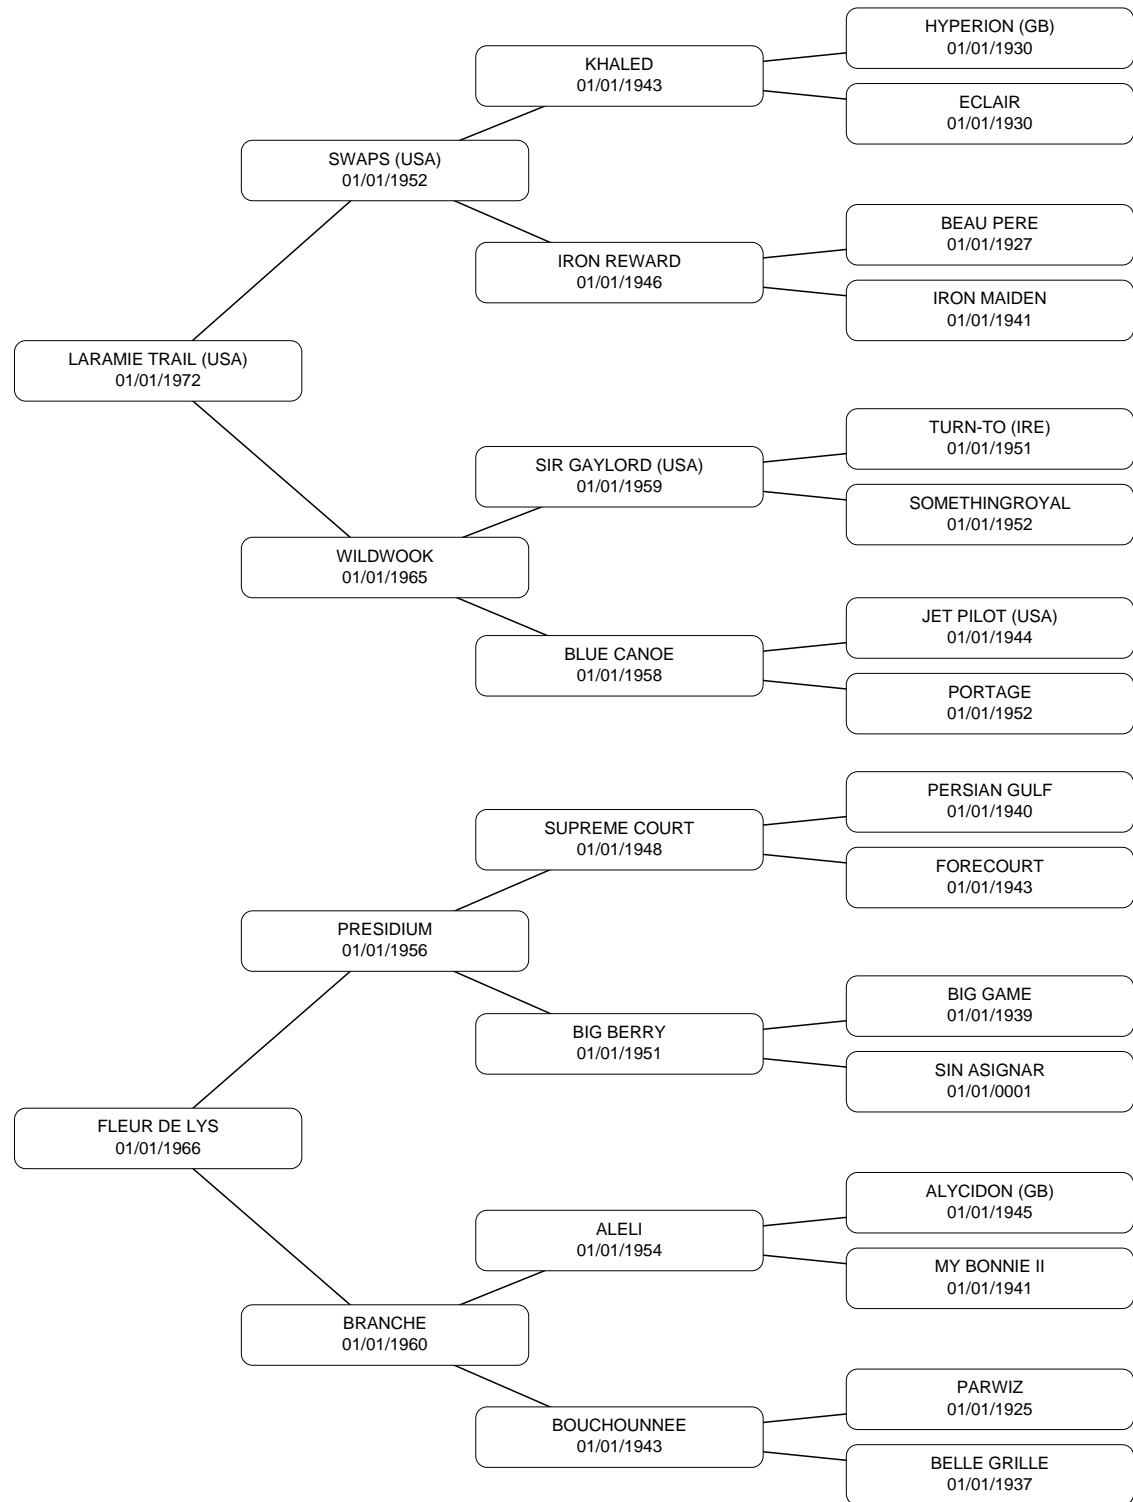 HYPERION (GB)
01/01/1930
KHALED
01/01/1943
ECLAIR
01/01/1930
SWAPS (USA)
01/01/1952
BEAU PERE
01/01/1927
IRON REWARD
01/01/1946
IRON MAIDEN
01/01/1941
LARAMIE TRAIL (USA)
01/01/1972
TURN-TO (IRE)
01/01/1951
SIR GAYLORD (USA)
01/01/1959
SOMETHINGROYAL
01/01/1952
WILDWOOK
01/01/1965
JET PILOT (USA)
01/01/1944
BLUE CANOE
01/01/1958
PORTAGE
01/01/1952
PERSIAN GULF
01/01/1940
SUPREME COURT
01/01/1948
FORECOURT
01/01/1943
PRESIDIUM
01/01/1956
BIG GAME
01/01/1939
BIG BERRY
01/01/1951
SIN ASIGNAR
01/01/0001
FLEUR DE LYS
01/01/1966
ALYCIDON (GB)
01/01/1945
ALELI
01/01/1954
MY BONNIE II
01/01/1941
BRANCHE
01/01/1960
PARWIZ
01/01/1925
BOUCHOUNNEE
01/01/1943
BELLE GRILLE
01/01/1937